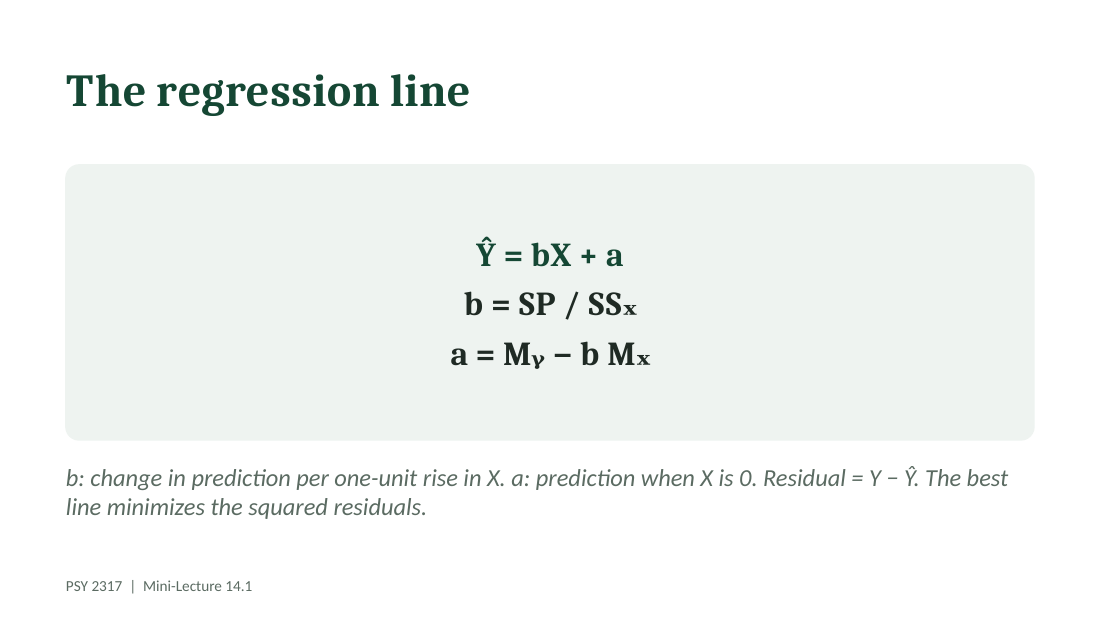 The regression line
Ŷ = bX + a
b = SP / SSₓ
a = Mᵧ − b Mₓ
b: change in prediction per one-unit rise in X. a: prediction when X is 0. Residual = Y − Ŷ. The best
line minimizes the squared residuals.
PSY 2317 | Mini-Lecture 14.1